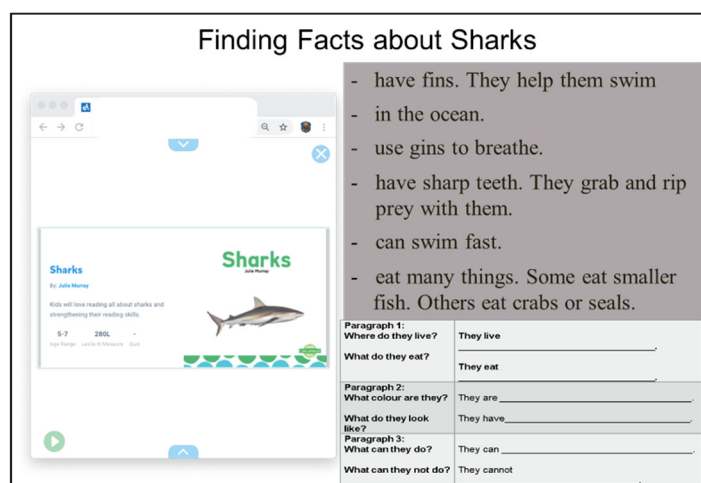 Finding Facts about Sharks
Sharks
By: Julie Murray
Kids will love reading all about sharks and
strengthening their reading skills.
5-7 280L -
Age Range Lexile ® Measure Quiz
Sharks
Julie Murray
- have fins. They help them swim
- in the ocean.
- use gins to breathe.
- have sharp teeth. They grab and rip
prey with them.
- can swim fast.
- eat many things. Some eat smaller
fish. Others eat crabs or seals.
Paragraph 1:
Where do they live? They live
What do they eat?
They eat
Paragraph 2:
What colour are they? They are
What do they look
like? They have
Paragraph 3:
What can they do? They can
What can they not do? They cannot